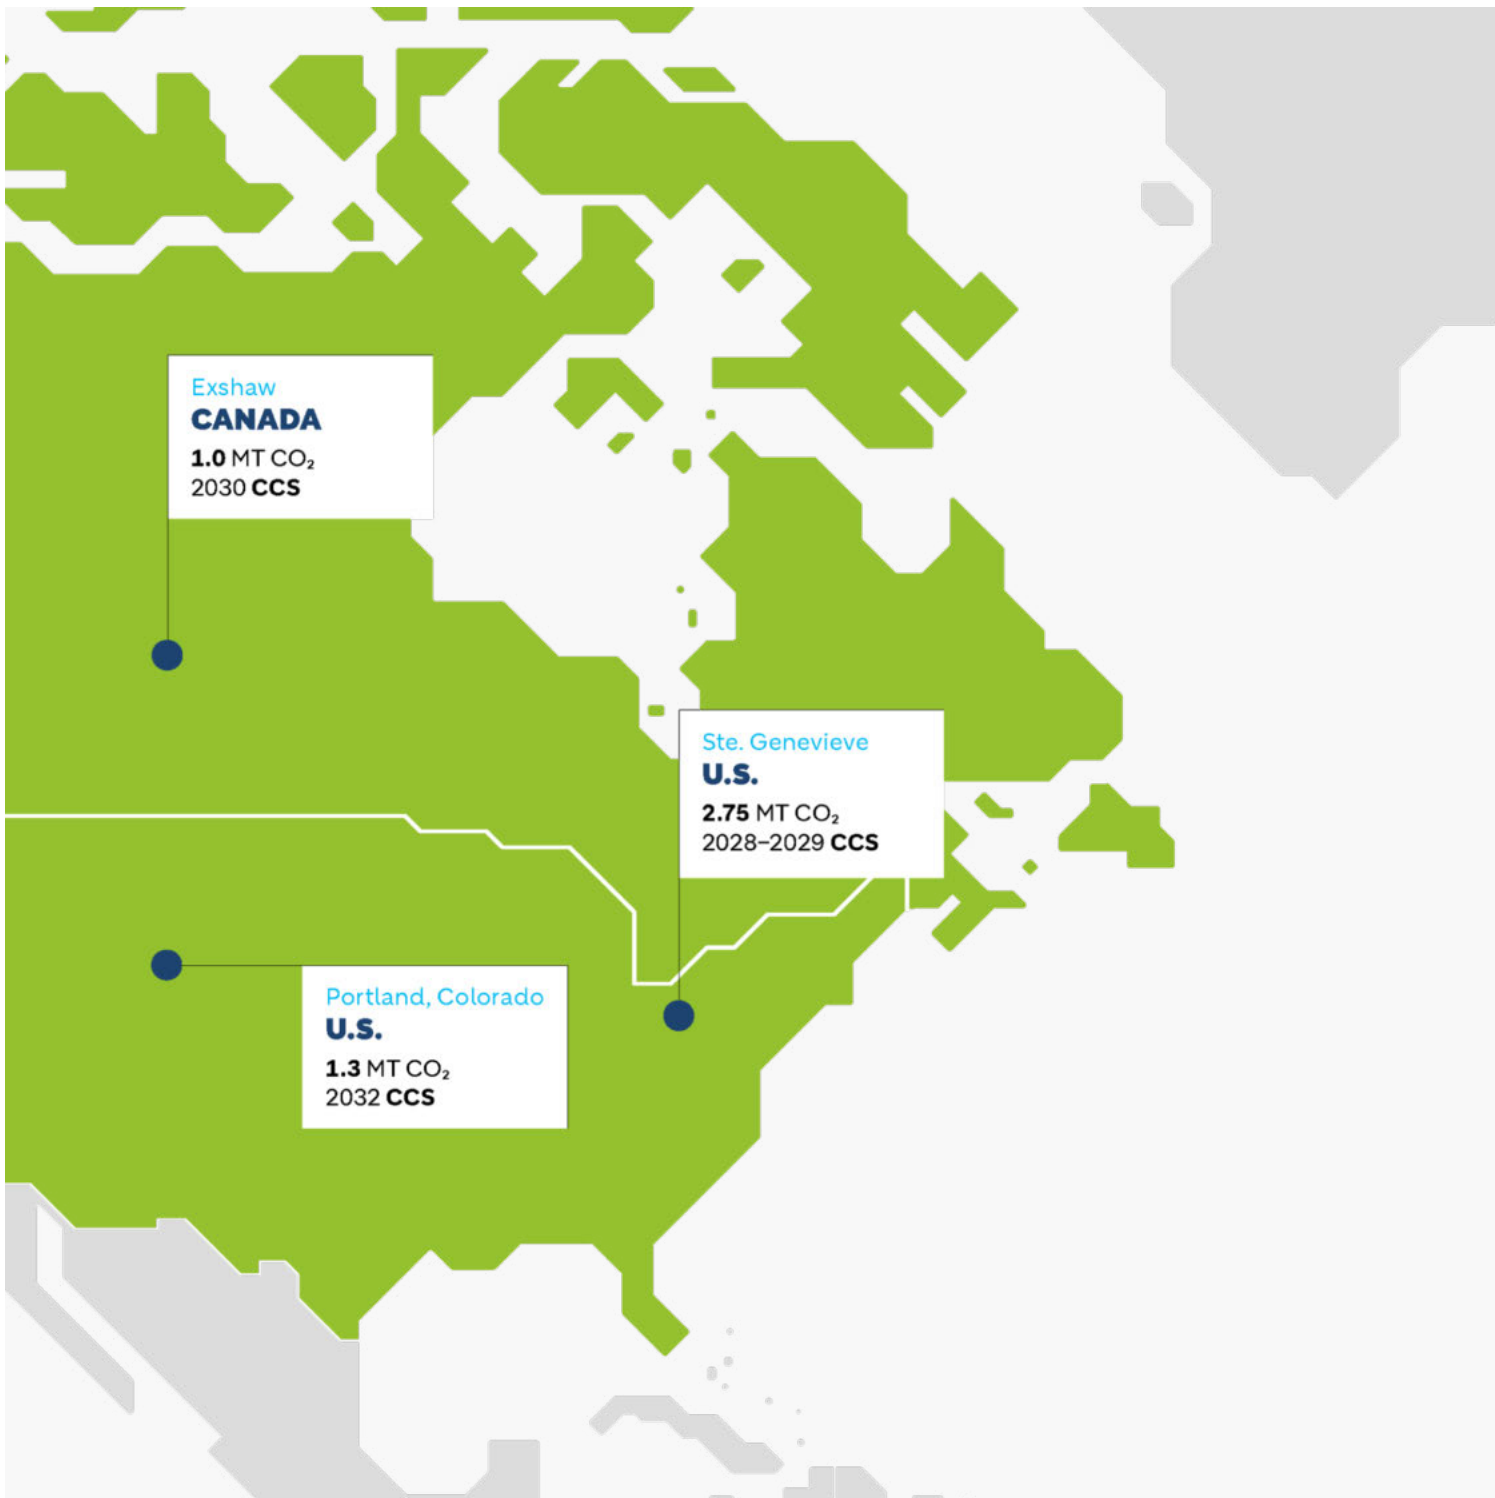 Exshaw
CANADA
1.0 MT CO₂
2030 CCS
Ste. Genevieve
U.S.
2.75 MT CO₂
2028–2029 CCS
Portland, Colorado
U.S.
1.3 MT CO₂
2032 CCS